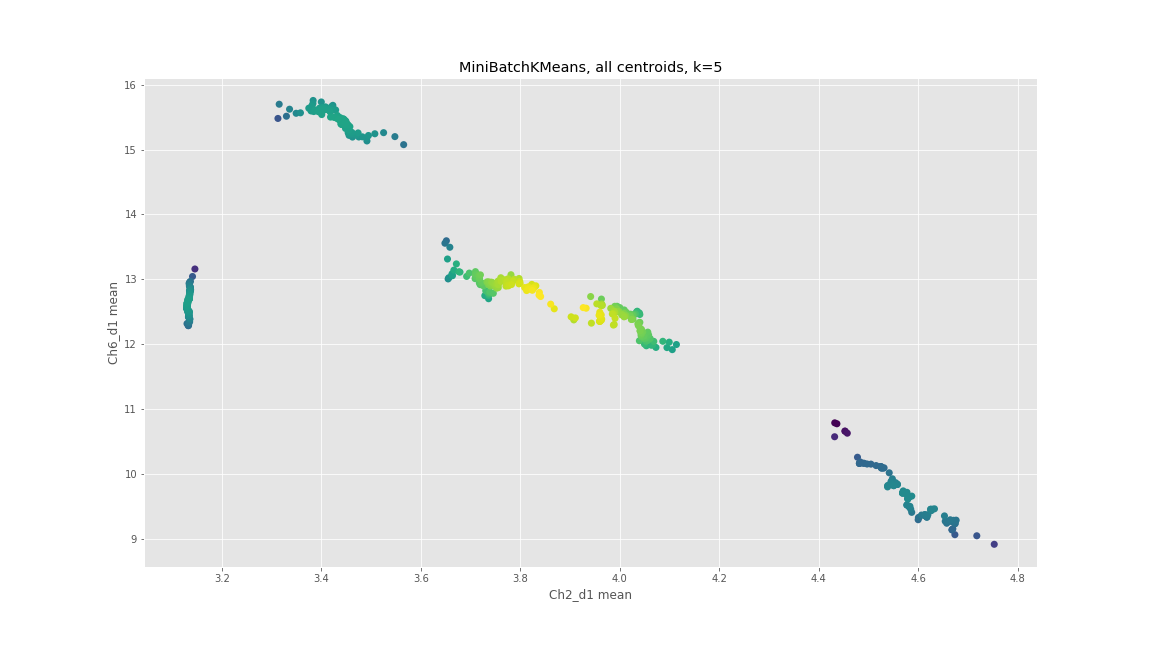 MiniBatchKMeans, all centroids, k=5
Ch6_d1 mean
16
15
14
13
12
11
10
9
3.2 3.4 3.6 3.8 4.0 4.2 4.4 4.6 4.8
Ch2_d1 mean